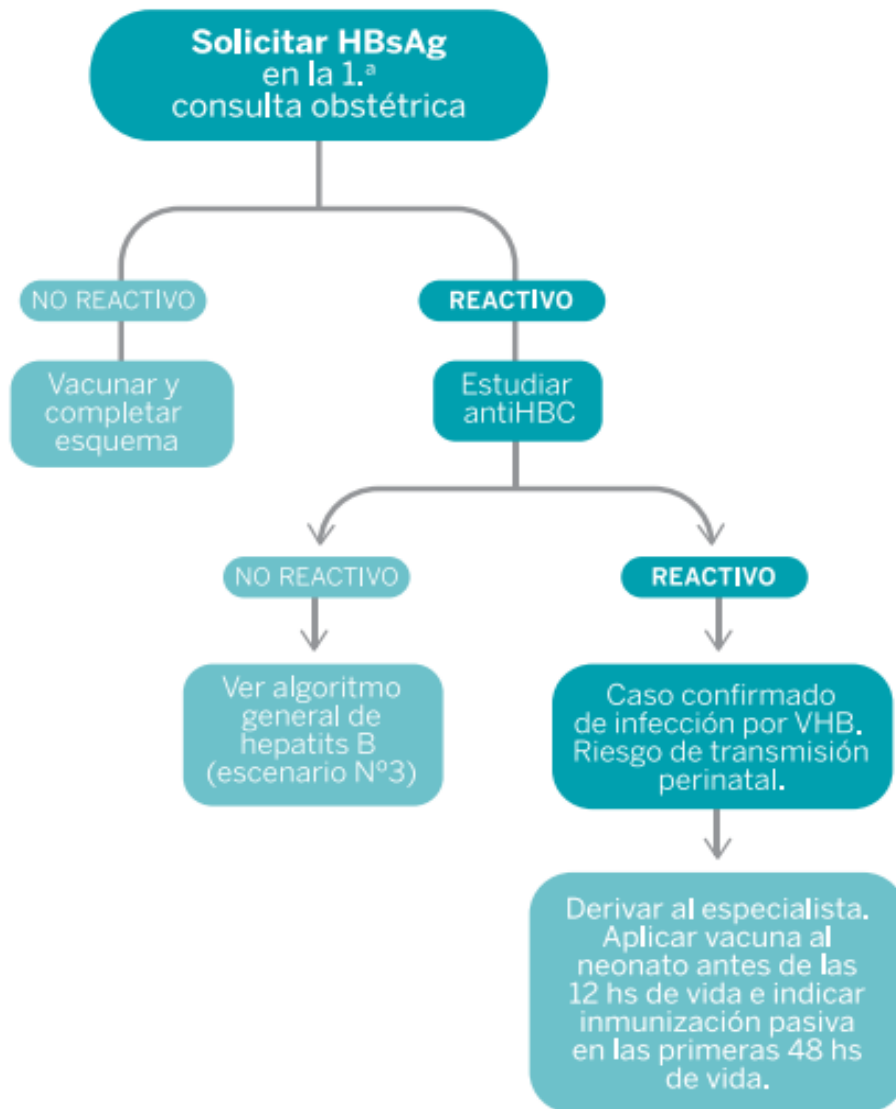 Solicitar HBsAg
en la 1.ª
consulta obstétrica
NO REACTIVO
REACTIVO
Vacunar y
completar
esquema
Estudiar
antiHBC
NO REACTIVO
REACTIVO
Ver algoritmo
general de
hepatits B
(escenario Nº3)
Caso confirmado
de infección por VHB.
Riesgo de transmisión
perinatal.
Derivar al especialista.
Aplicar vacuna al
neonato antes de las
12 hs de vida e indicar
inmunización pasiva
en las primeras 48 hs
de vida.